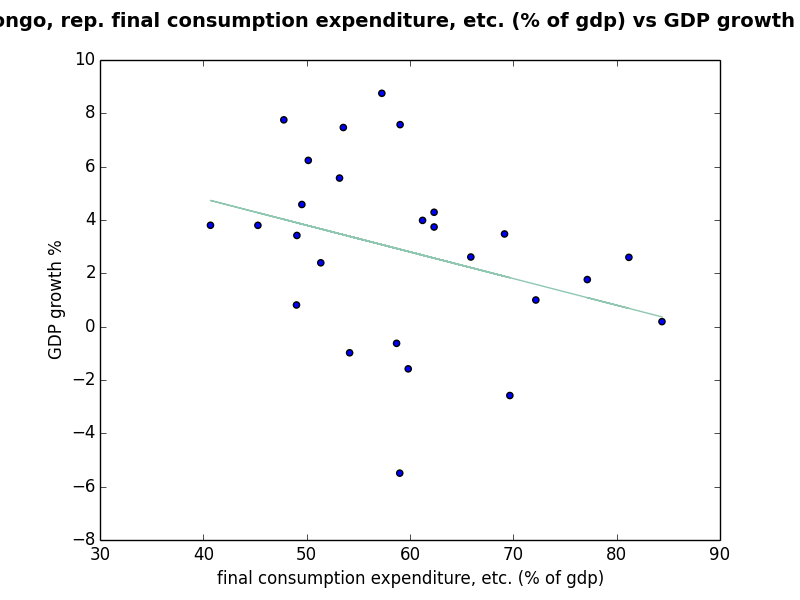 ongo, rep. final consumption expenditure, etc. (% of gdp) vs GDP growth
10
8
6
4
2
0
−2
−4
−6
−8
GDP growth %
30 40 50 60 70 80 90
final consumption expenditure, etc. (% of gdp)